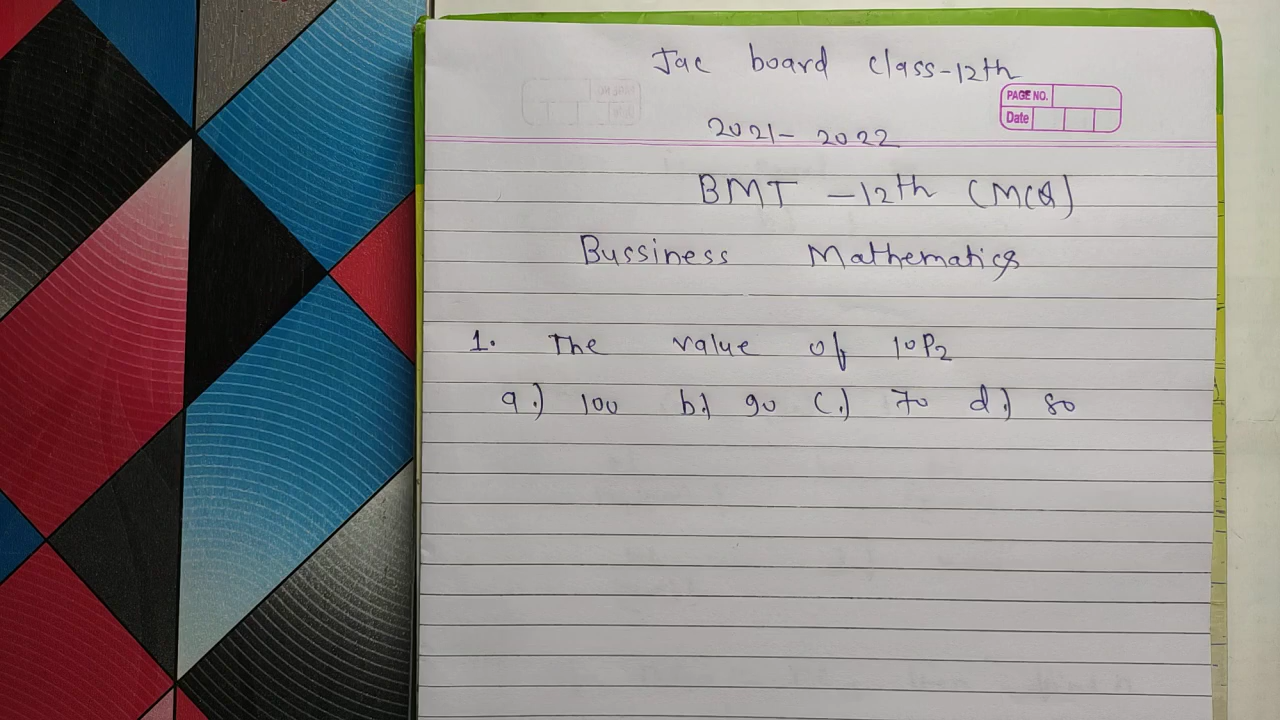 Jac board class-12th
PAGE NO.
Date
2021- 2022
BMT -12th (MCQ)
Bussiness Mathematics
1. The value of 10P2
a.) 100 b.) 90 C.) 70 d.) 80